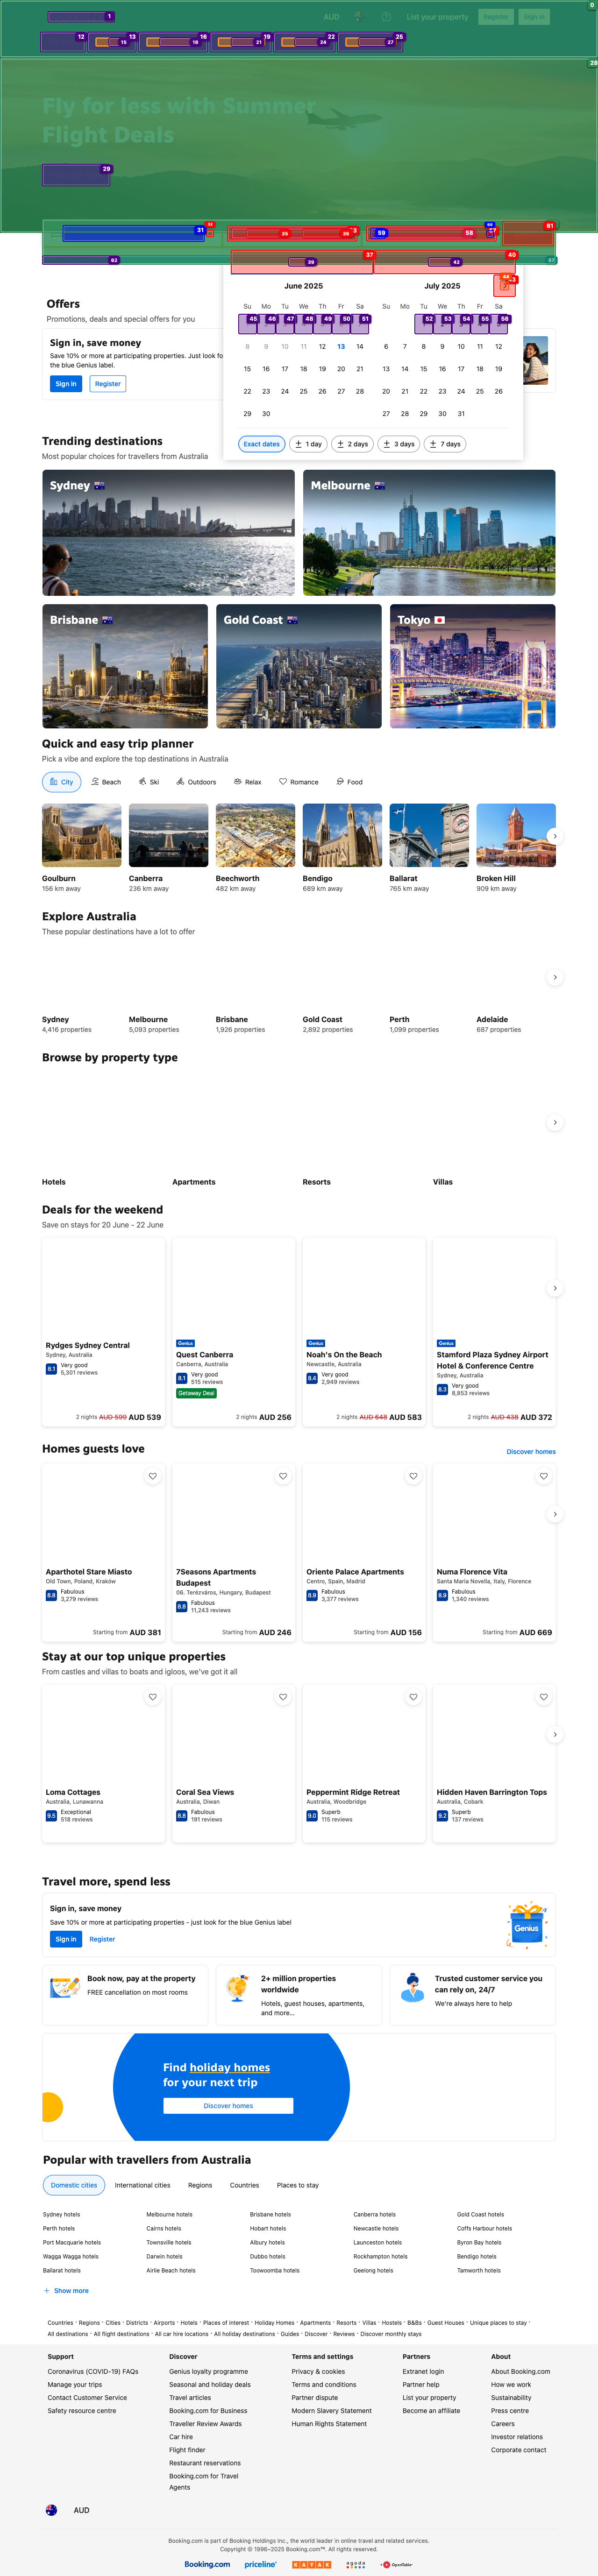 AUD
List your property
Register
Sign in
Fly for less with Summer
Flight Deals
June 2025
July 2025
Su Mo Tu We Th Fr Sa
Su Mo Tu We Th Fr Sa
8 9 10 11 12 13 14
6 7 8 9 10 11 12
15 16 17 18 19 20 21
13 14 15 16 17 18 19
22 23 24 25 26 27 28
20 21 22 23 24 25 26
29 30
27 28 29 30 31
Exact dates
1 day
2 days
3 days
7 days
Offers
Promotions, deals and special offers for you
Sign in, save money
Save 10% or more at participating properties. Just look fo
the blue Genius label.
Sign in
Register
Trending destinations
Most popular choices for travellers from Australia
Sydney
Melbourne
Brisbane
Gold Coast
Tokyo
Quick and easy trip planner
Pick a vibe and explore the top destinations in Australia
City
Beach
Ski
Outdoors
Relax
Romance
Food
Goulburn
156 km away
Canberra
236 km away
Beechworth
482 km away
Bendigo
689 km away
Ballarat
765 km away
Broken Hill
909 km away
Explore Australia
These popular destinations have a lot to offer
Sydney
4,416 properties
Melbourne
5,093 properties
Brisbane
1,926 properties
Gold Coast
2,892 properties
Perth
1,099 properties
Adelaide
687 properties
Browse by property type
Hotels
Apartments
Resorts
Villas
Deals for the weekend
Save on stays for 20 June - 22 June
Rydges Sydney Central
Sydney, Australia
8.1
Very good
5,301 reviews
2 nights AUD 599 AUD 539
Genius
Quest Canberra
Canberra, Australia
8.1
Very good
515 reviews
Getaway Deal
2 nights AUD 256
Genius
Noah's On the Beach
Newcastle, Australia
8.4
Very good
2,949 reviews
2 nights AUD 648 AUD 583
Genius
Stamford Plaza Sydney Airport
Hotel & Conference Centre
Sydney, Australia
8.3
Very good
8,853 reviews
2 nights AUD 438 AUD 372
Homes guests love
Discover homes
Aparthotel Stare Miasto
Old Town, Poland, Kraków
8.8
Fabulous
3,279 reviews
Starting from AUD 381
7Seasons Apartments
Budapest
06. Terézváros, Hungary, Budapest
8.8
Fabulous
11,243 reviews
Starting from AUD 246
Oriente Palace Apartments
Centro, Spain, Madrid
8.9
Fabulous
3,377 reviews
Starting from AUD 156
Numa Florence Vita
Santa Maria Novella, Italy, Florence
8.9
Fabulous
1,340 reviews
Starting from AUD 669
Stay at our top unique properties
From castles and villas to boats and igloos, we've got it all
Loma Cottages
Australia, Lunawanna
9.5
Exceptional
518 reviews
Coral Sea Views
Australia, Diwan
8.8
Fabulous
191 reviews
Peppermint Ridge Retreat
Australia, Woodbridge
9.0
Superb
115 reviews
Hidden Haven Barrington Tops
Australia, Cobark
9.2
Superb
137 reviews
Travel more, spend less
Sign in, save money
Save 10% or more at participating properties - just look for the blue Genius label
Sign in
Register
Genius
Book now, pay at the property
FREE cancellation on most rooms
2+ million properties
worldwide
Hotels, guest houses, apartments,
and more...
Trusted customer service you
can rely on, 24/7
We're always here to help
Find holiday homes
for your next trip
Discover homes
Popular with travellers from Australia
Domestic cities
International cities
Regions
Countries
Places to stay
Sydney hotels
Melbourne hotels
Brisbane hotels
Canberra hotels
Gold Coast hotels
Perth hotels
Cairns hotels
Hobart hotels
Newcastle hotels
Coffs Harbour hotels
Port Macquarie hotels
Townsville hotels
Albury hotels
Launceston hotels
Byron Bay hotels
Wagga Wagga hotels
Darwin hotels
Dubbo hotels
Rockhampton hotels
Bendigo hotels
Ballarat hotels
Airlie Beach hotels
Toowoomba hotels
Geelong hotels
Tamworth hotels
Show more
Countries · Regions · Cities · Districts · Airports · Hotels · Places of interest · Holiday Homes · Apartments · Resorts · Villas · Hostels · B&Bs · Guest Houses · Unique places to stay ·
All destinations · All flight destinations · All car hire locations · All holiday destinations · Guides · Discover · Reviews · Discover monthly stays
Support
Coronavirus (COVID-19) FAQs
Manage your trips
Contact Customer Service
Safety resource centre
Discover
Genius loyalty programme
Seasonal and holiday deals
Travel articles
Booking.com for Business
Traveller Review Awards
Car hire
Flight finder
Restaurant reservations
Booking.com for Travel
Agents
Terms and settings
Privacy & cookies
Terms and conditions
Partner dispute
Modern Slavery Statement
Human Rights Statement
Partners
Extranet login
Partner help
List your property
Become an affiliate
About
About Booking.com
How we work
Sustainability
Press centre
Careers
Investor relations
Corporate contact
AUD
Booking.com is part of Booking Holdings Inc., the world leader in online travel and related services.
Copyright © 1996–2025 Booking.com™. All rights reserved.
Booking.com
priceline
KAYAK
agoda
OpenTable